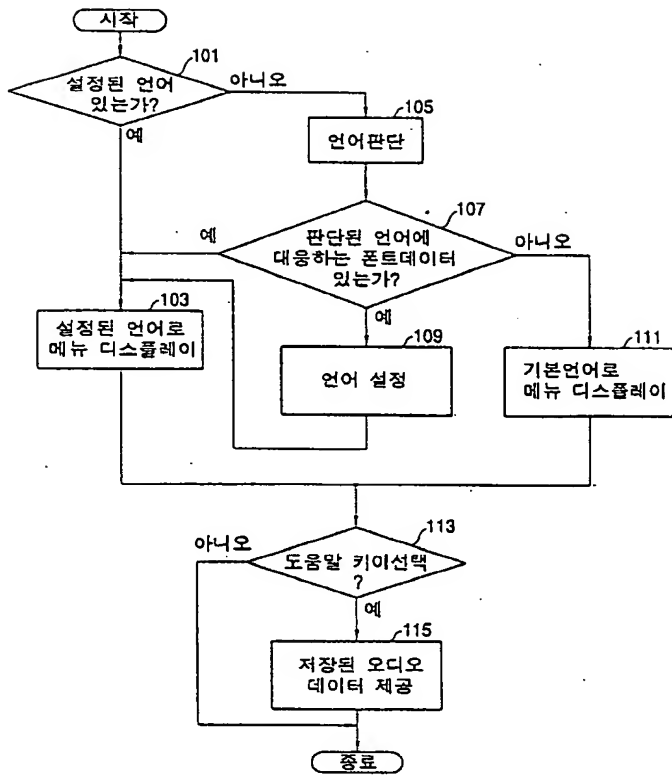 시작
101
설정된 언어
있는가?
아니오
예
105
언어판단
107
예
판단된 언어에
대응하는 폰트데이터
있는가?
아니오
예
103
설정된 언어로
메뉴 디스플레이
109
언어 설정
111
기본언어로
메뉴 디스플레이
113
아니오
도움말 키이선택
?
예
115
저장된 오디오
데이터 제공
종료